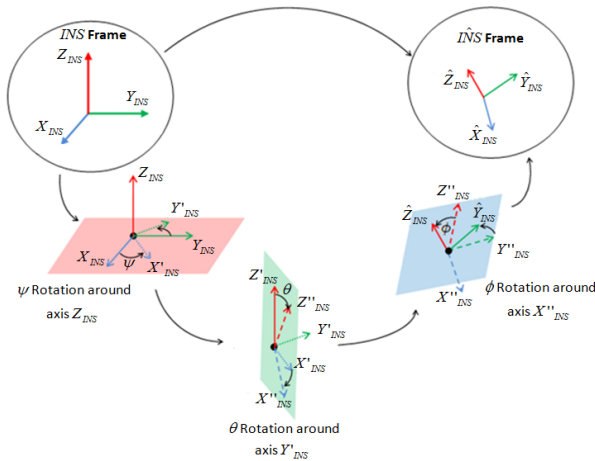 INS Frame
Z_INS
Y_INS
X_INS
ÎNS Frame
Ẑ_INS
Ŷ_INS
X̂_INS
Z_INS
Y'_INS
Y_INS
X_INS
ψ
X'_INS
ψ Rotation around
axis Z_INS
Z'_INS
θ
Z''_INS
Y'_INS
X'_INS
X''_INS
θ Rotation around
axis Y'_INS
Z''_INS
Ẑ_INS
Ŷ_INS
ϕ
Y''_INS
X''_INS
ϕ Rotation around
axis X''_INS